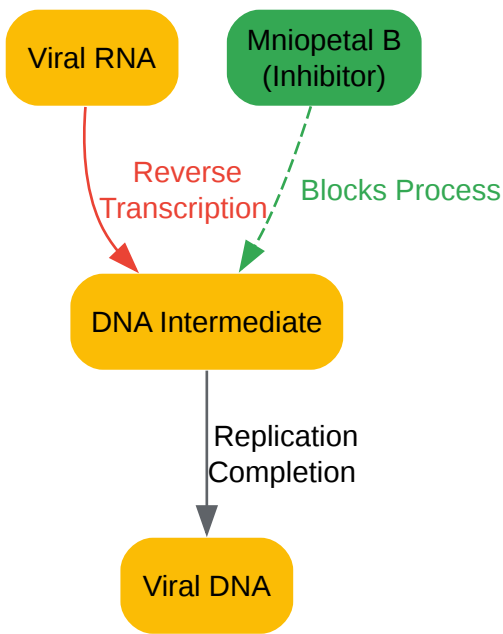 Viral RNA
Mniopetal B
(Inhibitor)
Reverse
Transcription
Blocks Process
DNA Intermediate
Replication
Completion
Viral DNA